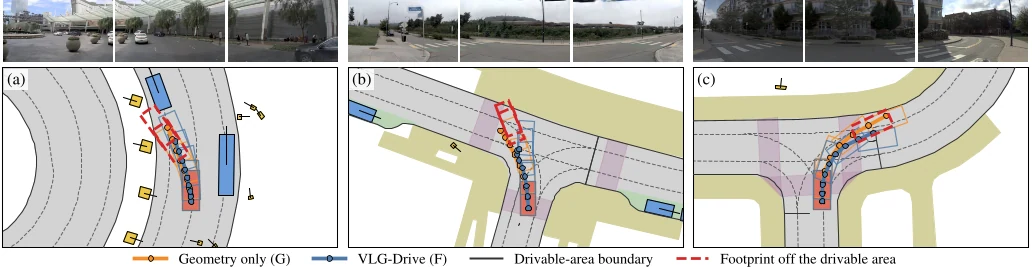 (a)
(b)
(c)
Geometry only (G)
VLG-Drive (F)
Drivable-area boundary
Footprint off the drivable area